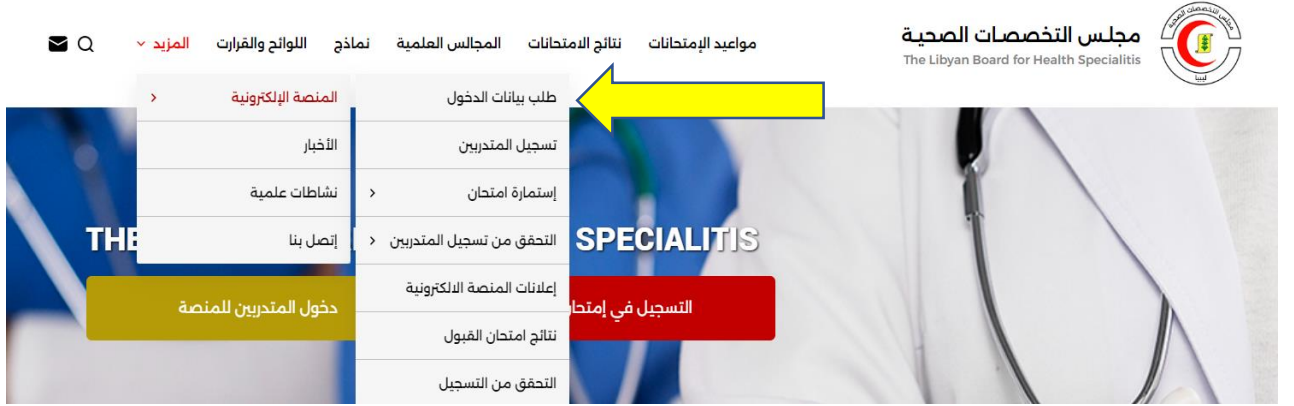 مجلس التخصصات الصحية
The Libyan Board for Health Specialitis
ليبيا
مواعيد الإمتحانات
نتائج الامتحانات
المجالس العلمية
نماذج
اللوائح والقرارت
المزيد
المنصة الإلكترونية
الأخبار
نشاطات علمية
إتصل بنا
طلب بيانات الدخول
تسجيل المتدربين
إستمارة امتحان
التحقق من تسجيل المتدربين
إعلانات المنصة الالكترونية
نتائج امتحان القبول
التحقق من التسجيل
THE SPECIALITIS
التسجيل في إمتحا
دخول المتدربين للمنصة